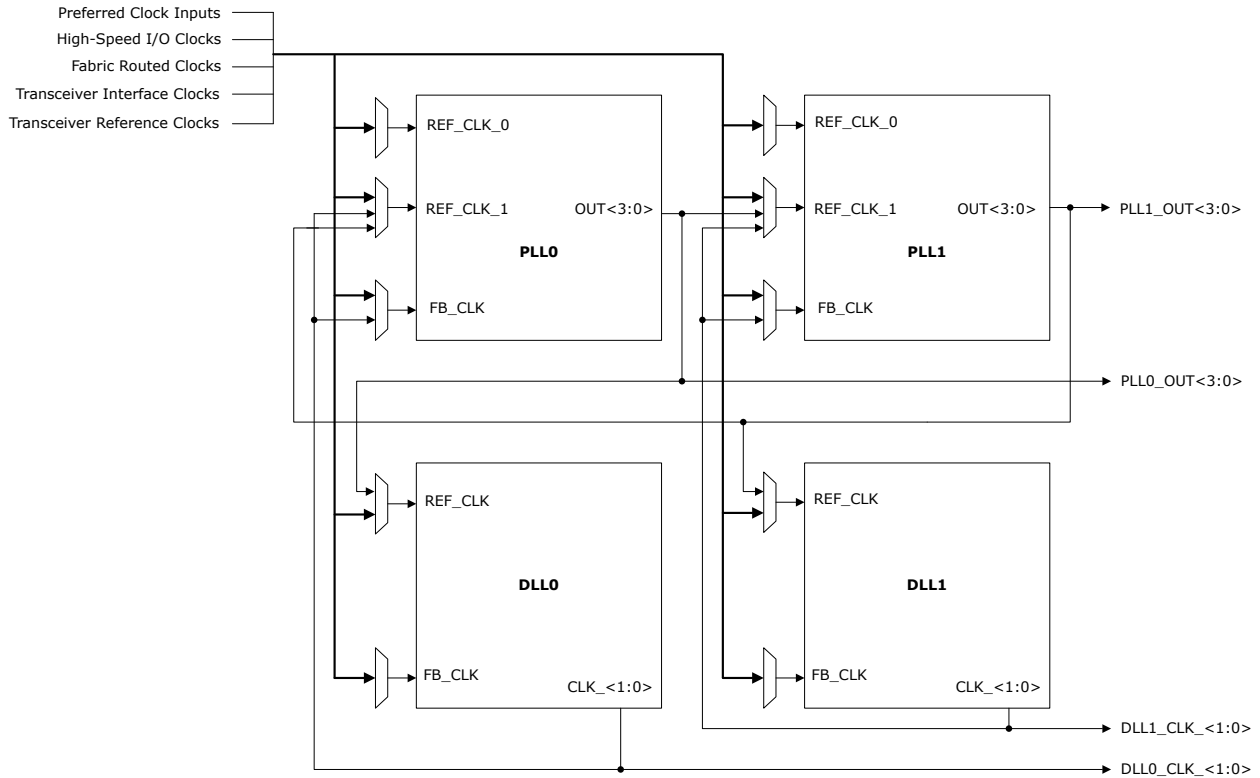 Preferred Clock Inputs
High-Speed I/O Clocks
Fabric Routed Clocks
Transceiver Interface Clocks
Transceiver Reference Clocks
REF_CLK_0
REF_CLK_1
OUT<3:0>
PLL0
FB_CLK
REF_CLK_0
REF_CLK_1
OUT<3:0>
PLL1
FB_CLK
PLL1_OUT<3:0>
PLL0_OUT<3:0>
REF_CLK
DLL0
FB_CLK
CLK_<1:0>
REF_CLK
DLL1
FB_CLK
CLK_<1:0>
DLL1_CLK_<1:0>
DLL0_CLK_<1:0>